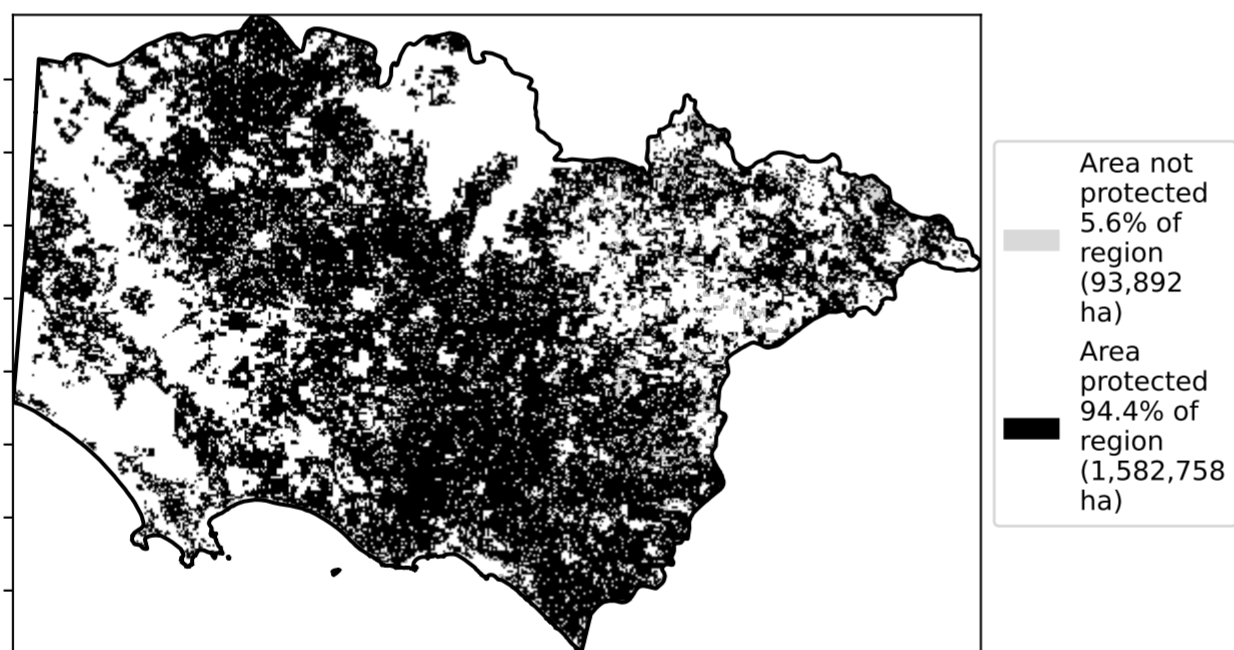 Area not
protected
5.6% of
region
(93,892
ha)
Area
protected
94.4% of
region
(1,582,758
ha)